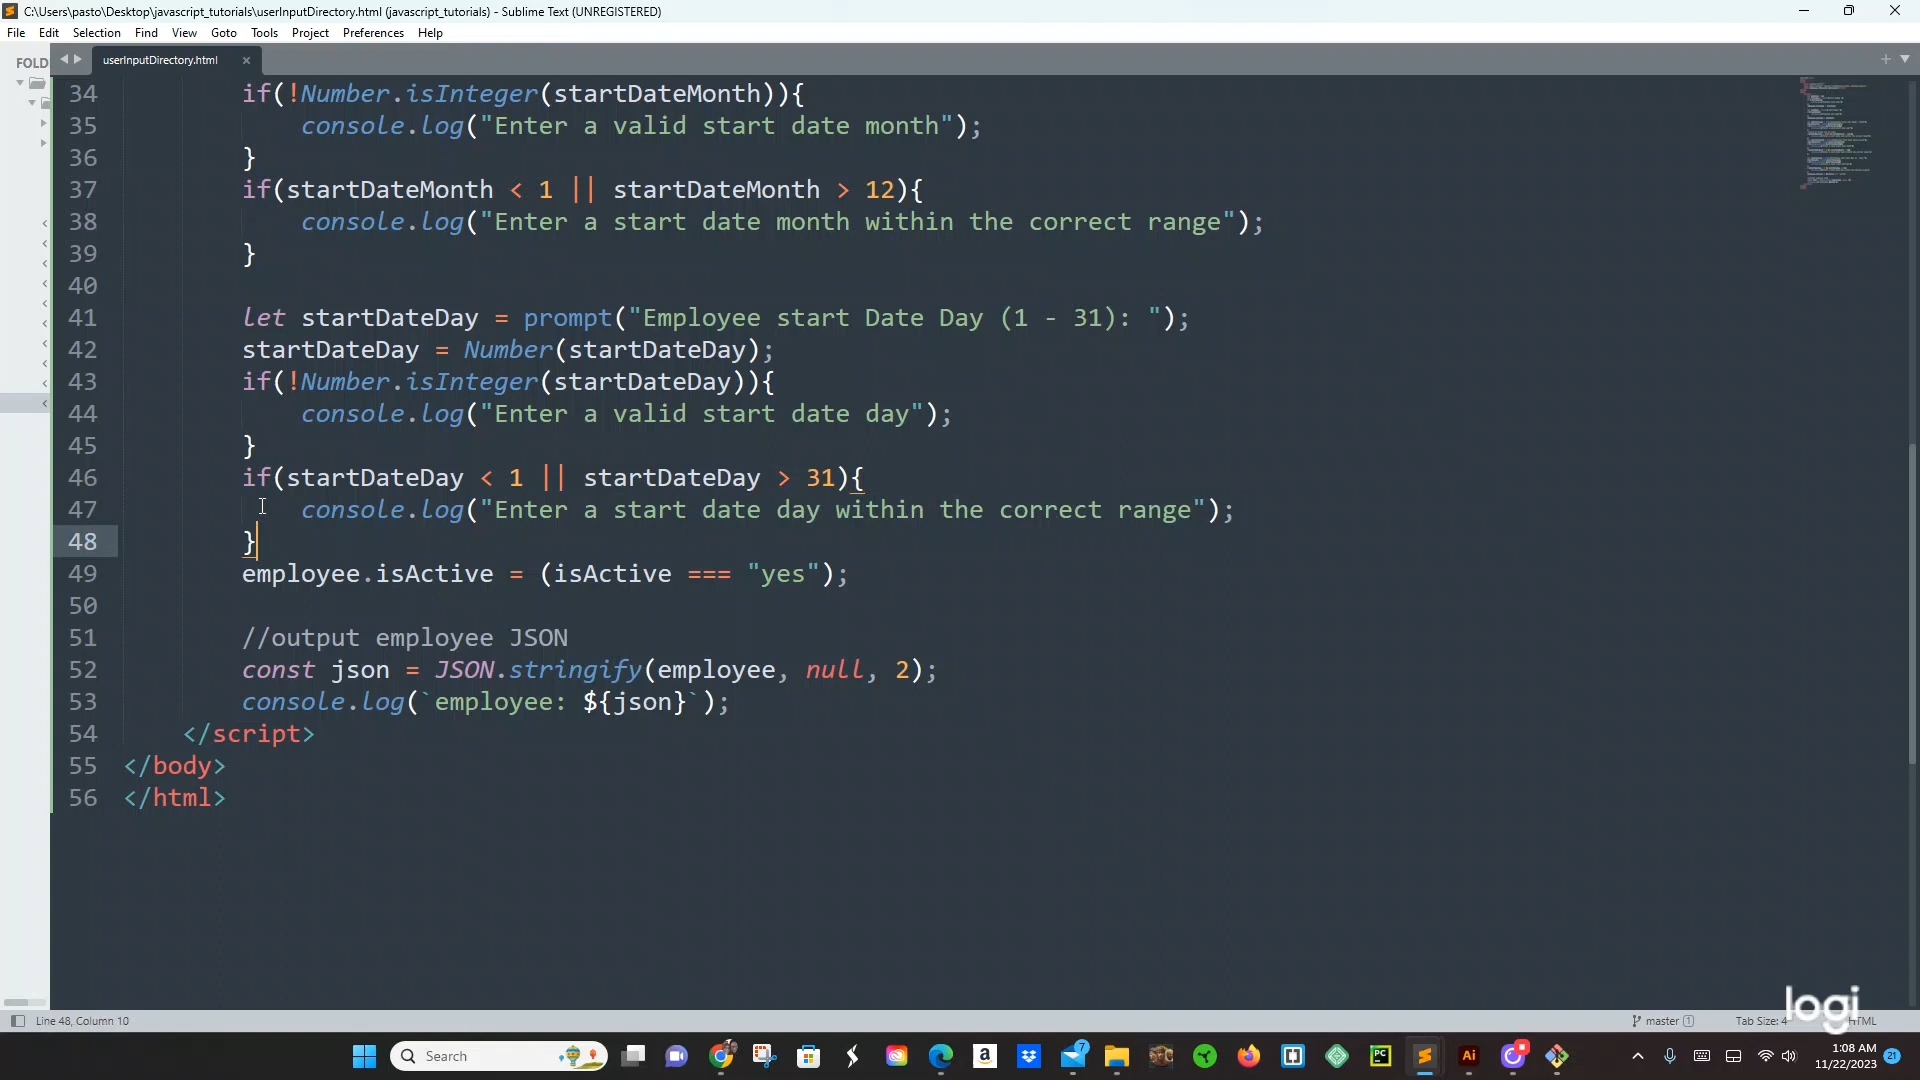 C:\Users\pasto\Desktop\javascript_tutorials\userInputDirectory.html (javascript_tutorials) - Sublime Text (UNREGISTERED)
File Edit Selection Find View Goto Tools Project Preferences Help
FOLD
userInputDirectory.html
34 if(!Number.isInteger(startDateMonth)){
35 console.log("Enter a valid start date month");
36 }
37 if(startDateMonth < 1 || startDateMonth > 12){
38 console.log("Enter a start date month within the correct range");
39 }
40
41 let startDateDay = prompt("Employee start Date Day (1 - 31): ");
42 startDateDay = Number(startDateDay);
43 if(!Number.isInteger(startDateDay)){
44 console.log("Enter a valid start date day");
45 }
46 if(startDateDay < 1 || startDateDay > 31){
47 console.log("Enter a start date day within the correct range");
48 }
49 employee.isActive = (isActive === "yes");
50
51 //output employee JSON
52 const json = JSON.stringify(employee, null, 2);
53 console.log(`employee: ${json}`);
54 </script>
55 </body>
56 </html>
logi
Line 48, Column 10
master 1
Tab Size: 4
HTML
Search
7
PC
Ai
1:08 AM
11/22/2023
21